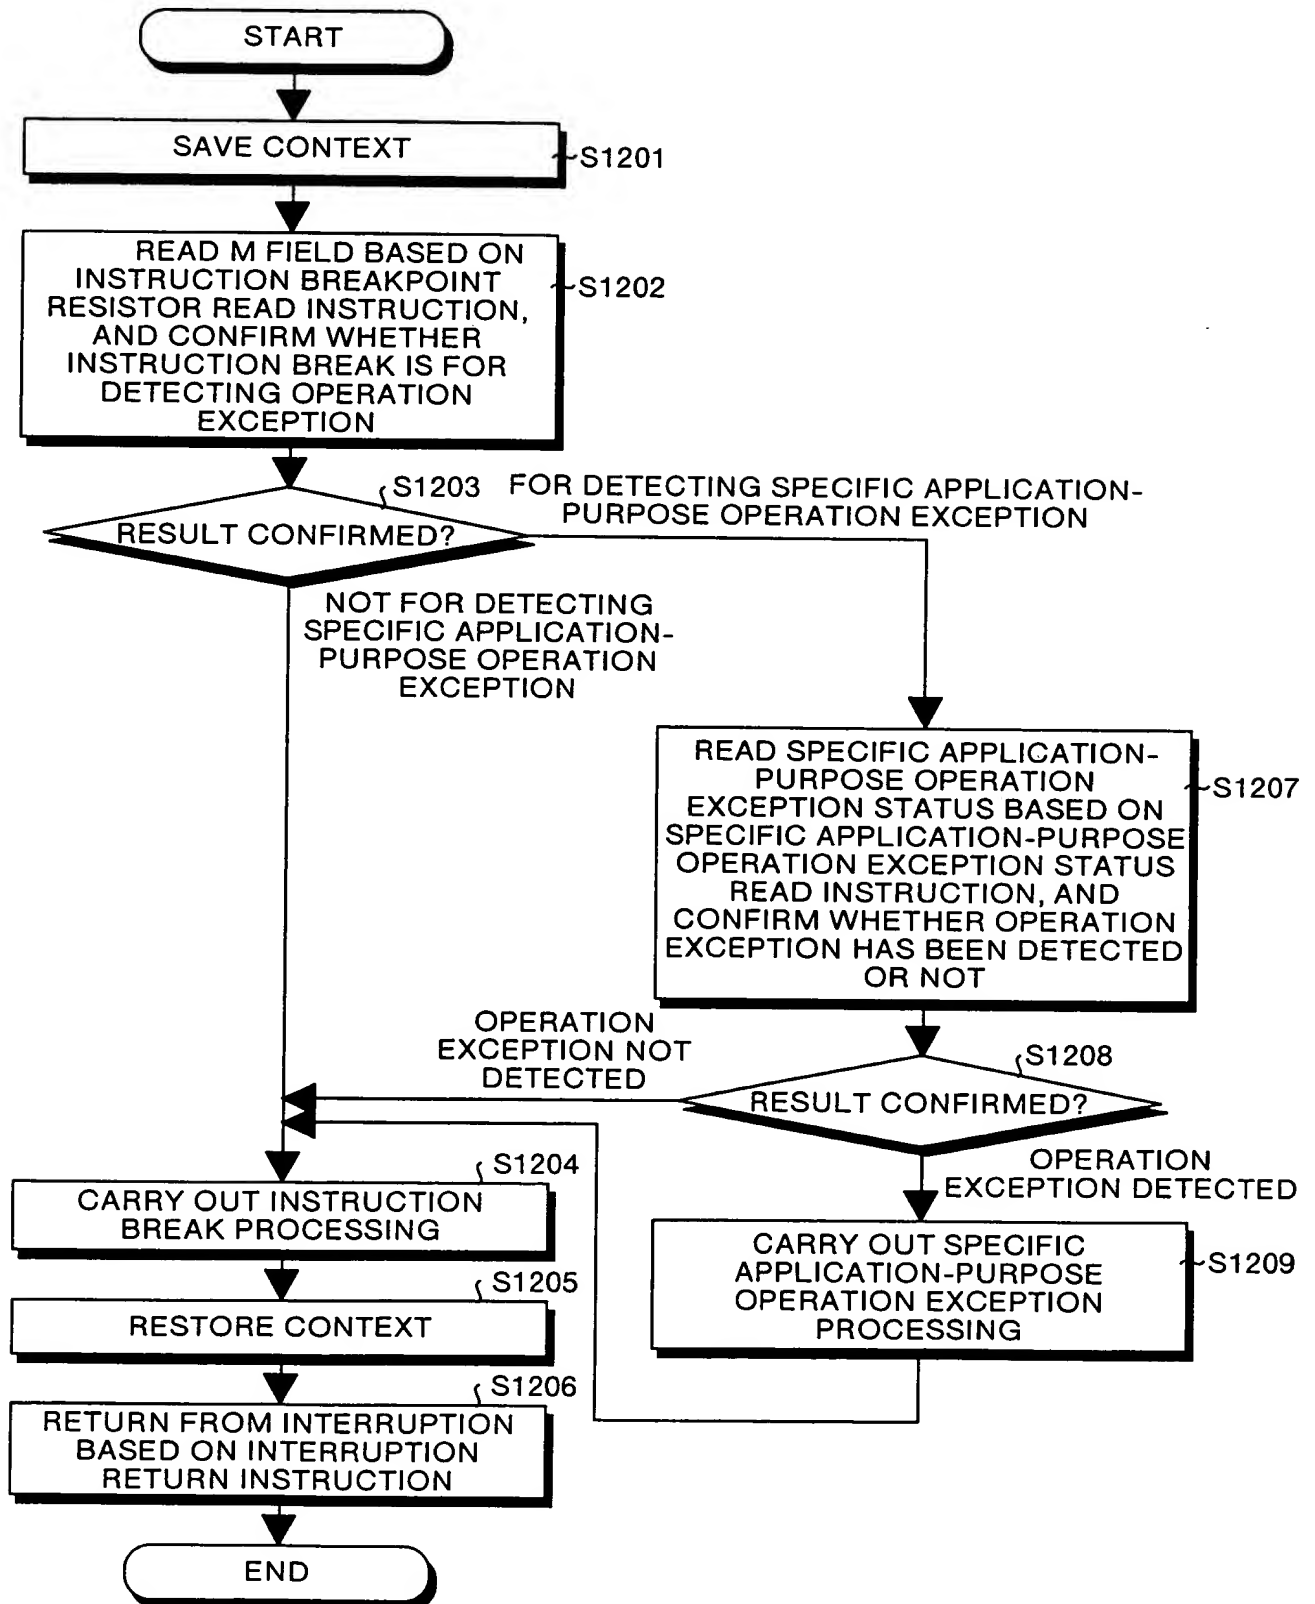 START
SAVE CONTEXT
S1201
READ M FIELD BASED ON
INSTRUCTION BREAKPOINT
RESISTOR READ INSTRUCTION,
AND CONFIRM WHETHER
INSTRUCTION BREAK IS FOR
DETECTING OPERATION
EXCEPTION
S1202
S1203
RESULT CONFIRMED?
FOR DETECTING SPECIFIC APPLICATION-
PURPOSE OPERATION EXCEPTION
NOT FOR DETECTING
SPECIFIC APPLICATION-
PURPOSE OPERATION
EXCEPTION
READ SPECIFIC APPLICATION-
PURPOSE OPERATION
EXCEPTION STATUS BASED ON
SPECIFIC APPLICATION-PURPOSE
OPERATION EXCEPTION STATUS
READ INSTRUCTION, AND
CONFIRM WHETHER OPERATION
EXCEPTION HAS BEEN DETECTED
OR NOT
S1207
OPERATION
EXCEPTION NOT
DETECTED
S1208
RESULT CONFIRMED?
OPERATION
EXCEPTION DETECTED
S1204
CARRY OUT INSTRUCTION
BREAK PROCESSING
CARRY OUT SPECIFIC
APPLICATION-PURPOSE
OPERATION EXCEPTION
PROCESSING
S1209
S1205
RESTORE CONTEXT
S1206
RETURN FROM INTERRUPTION
BASED ON INTERRUPTION
RETURN INSTRUCTION
END